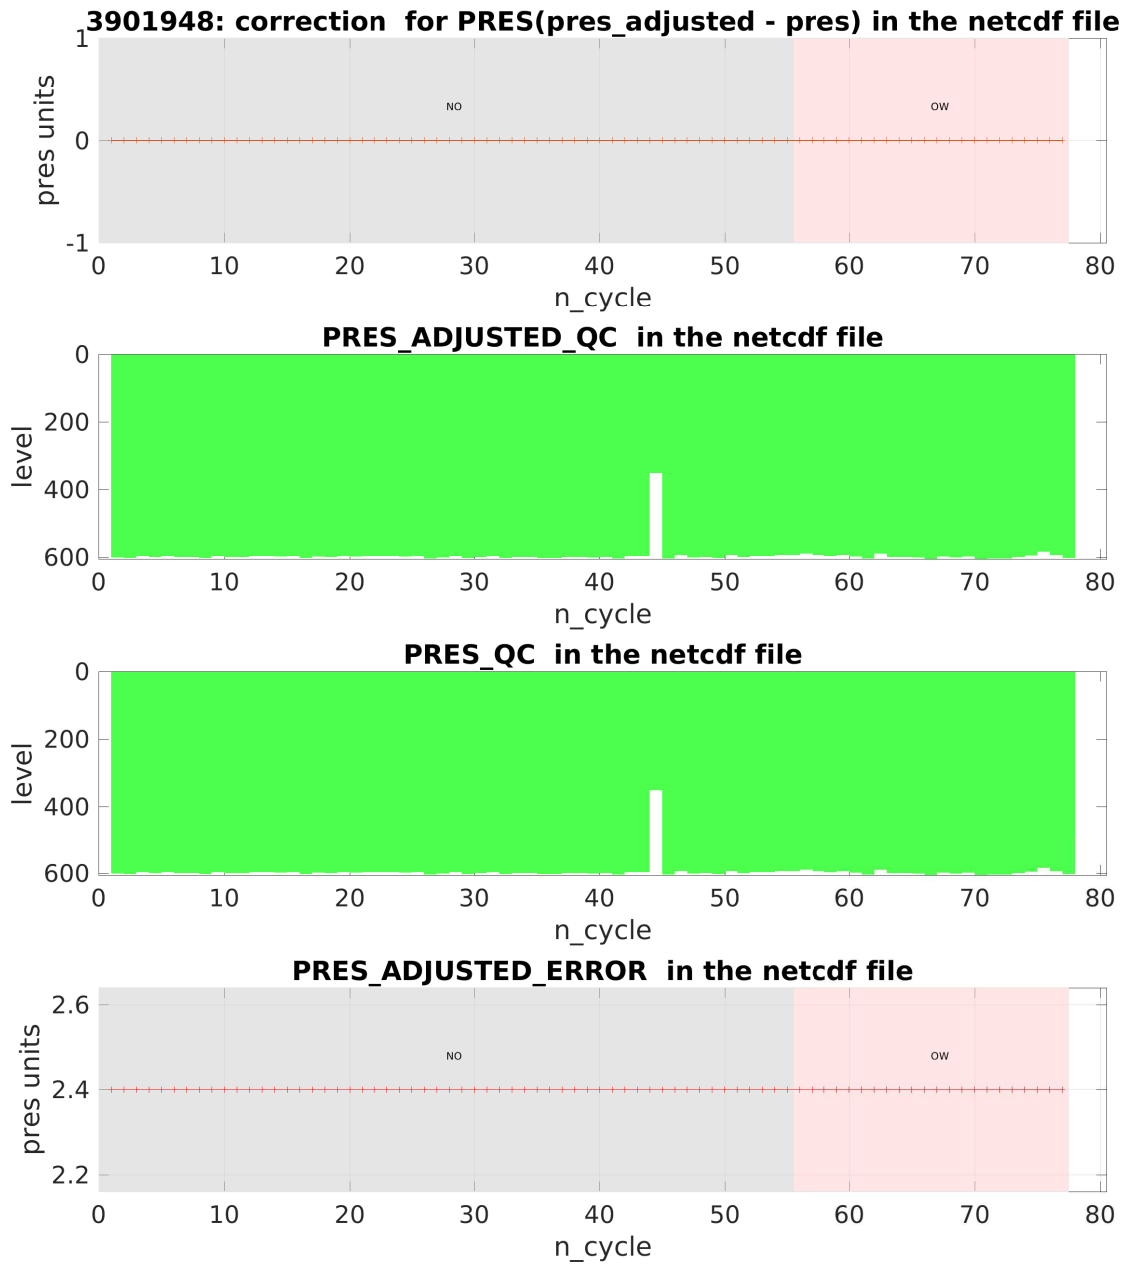 3901948: correction  for PRES(pres_adjusted - pres) in the netcdf file
1
0
-1
pres units
NO
OW
0 10 20 30 40 50 60 70 80
n_cycle
PRES_ADJUSTED_QC  in the netcdf file
0
200
400
600
level
0 10 20 30 40 50 60 70 80
n_cycle
PRES_QC  in the netcdf file
0
200
400
600
level
0 10 20 30 40 50 60 70 80
n_cycle
PRES_ADJUSTED_ERROR  in the netcdf file
2.6
2.4
2.2
pres units
NO
OW
0 10 20 30 40 50 60 70 80
n_cycle